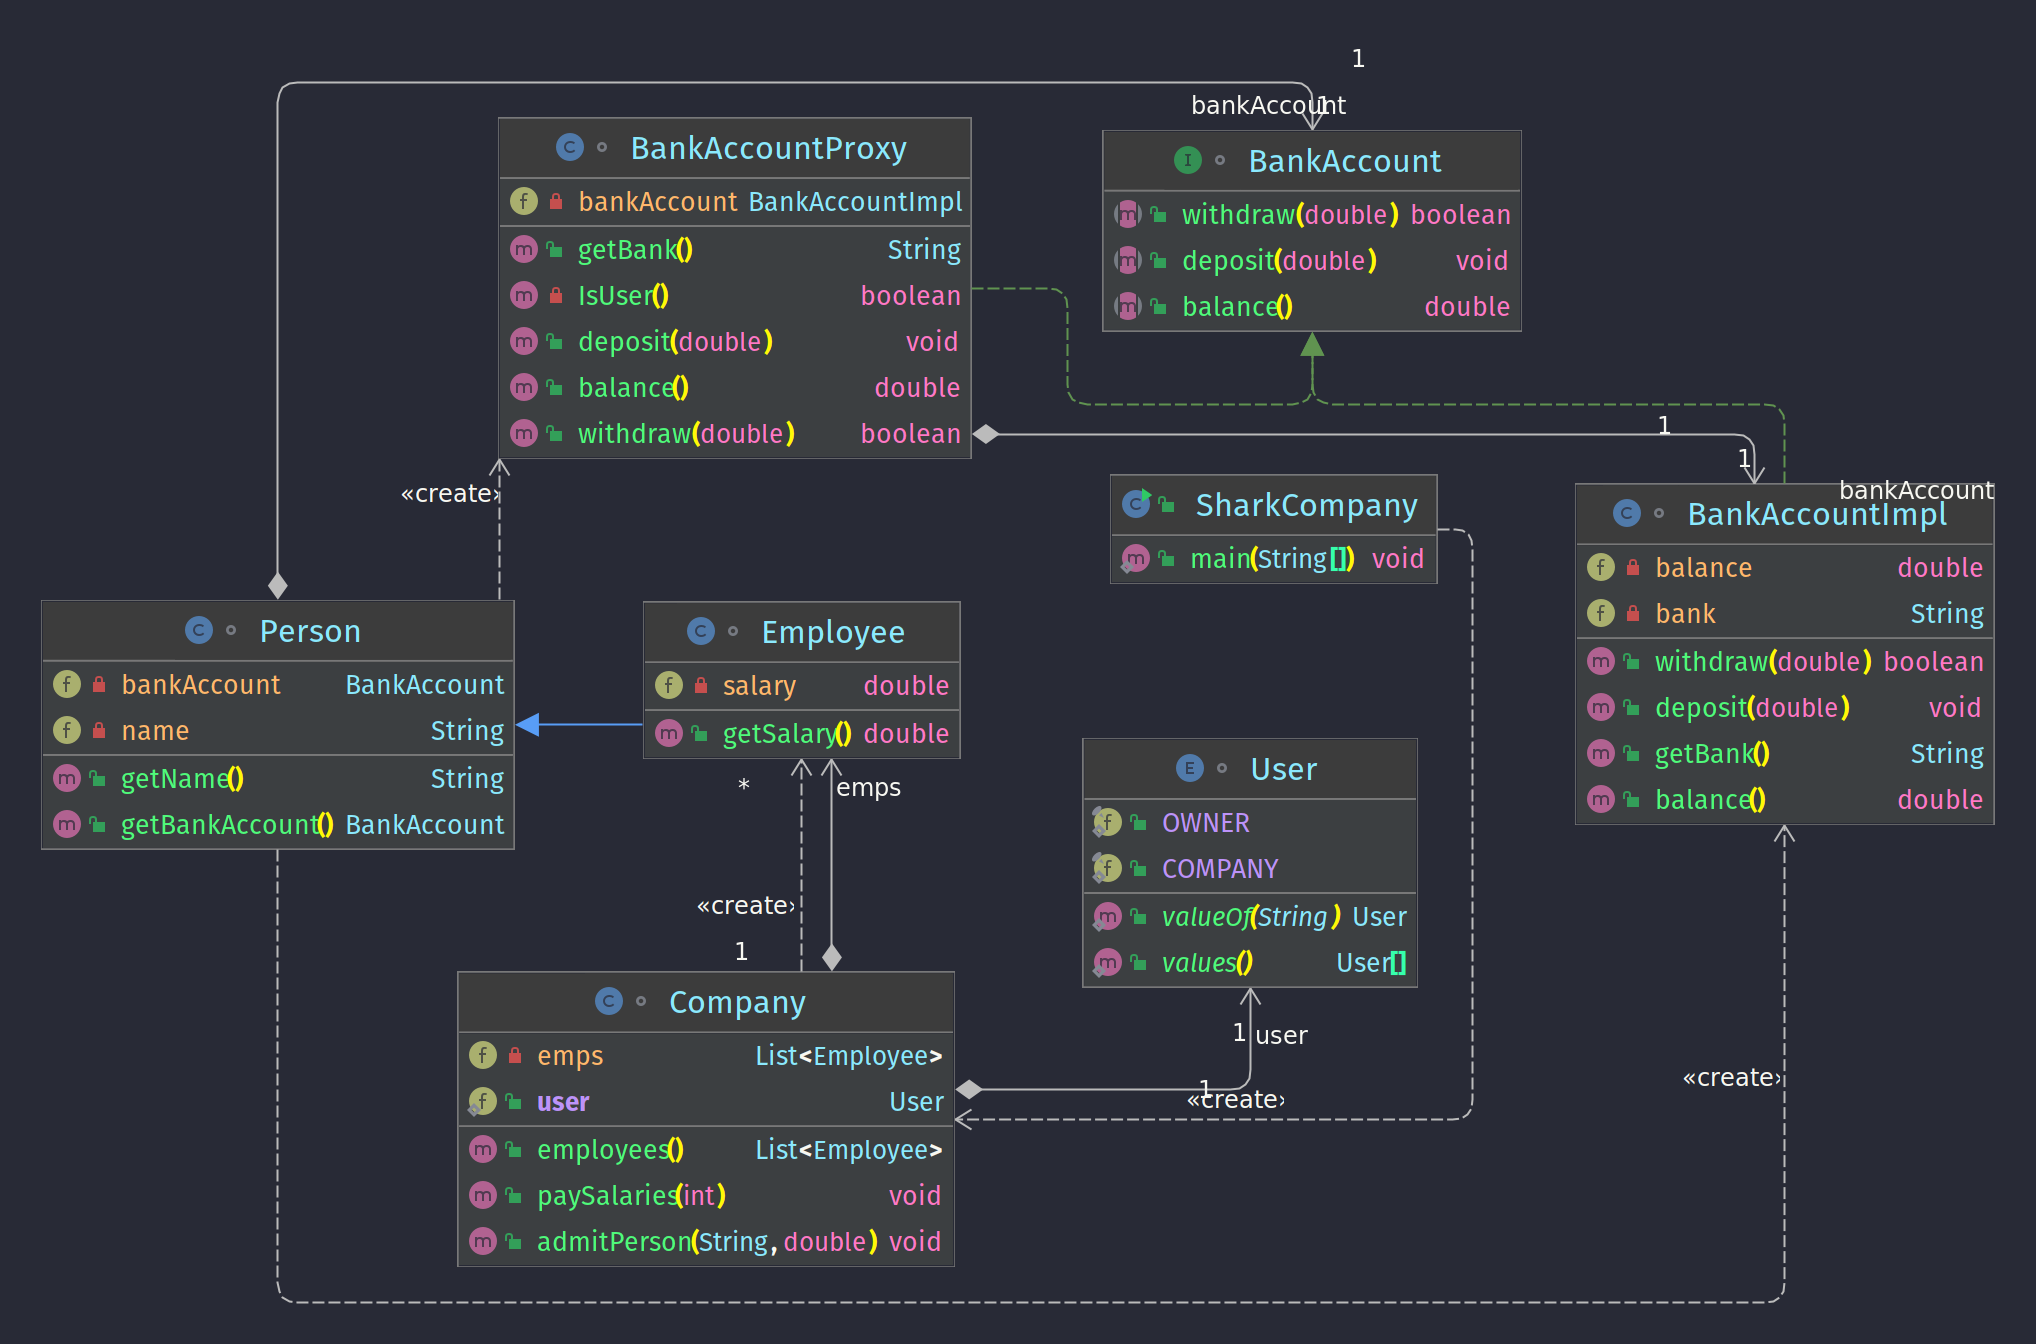 1
bankAccount
1
BankAccountProxy
bankAccount BankAccountImpl
getBank() String
IsUser() boolean
deposit(double) void
balance() double
withdraw(double) boolean
BankAccount
withdraw(double) boolean
deposit(double) void
balance() double
1
1
«create»
SharkCompany
main(String[]) void
bankAccount
BankAccountImpl
balance double
bank String
withdraw(double) boolean
deposit(double) void
getBank() String
balance() double
Person
bankAccount BankAccount
name String
getName() String
getBankAccount() BankAccount
Employee
salary double
getSalary() double
* emps
«create»
1
User
OWNER
COMPANY
valueOf(String) User
values() User[]
1 user
1
«create»
Company
emps List<Employee>
user User
employees() List<Employee>
paySalaries(int) void
admitPerson(String, double) void
«create»